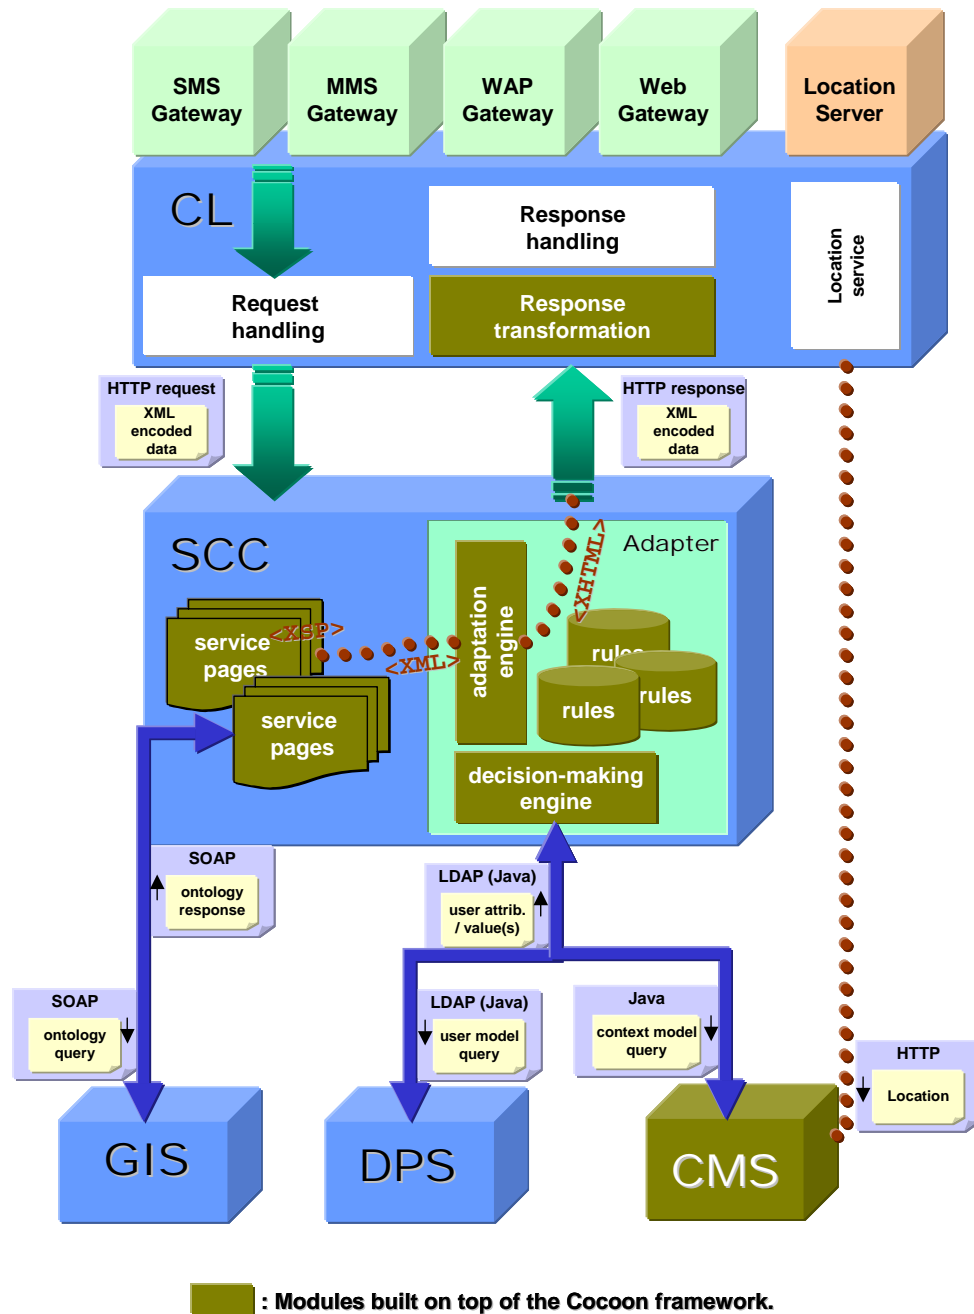 SMS
Gateway
MMS
Gateway
WAP
Gateway
Web
Gateway
Location
Server
CL
Response
handling
Location
service
Request
handling
Response
transformation
HTTP request
XML
encoded
data
HTTP response
XML
encoded
data
SCC
Adapter
<XHTML>
service
pages
<XSP>
<XML>
adaptation
engine
rules
rules
rules
service
pages
decision-making
engine
SOAP
ontology
response
LDAP (Java)
user attrib.
/ value(s)
SOAP
ontology
query
LDAP (Java)
user model
query
Java
context model
query
HTTP
Location
GIS
DPS
CMS
: Modules built on top of the Cocoon framework.